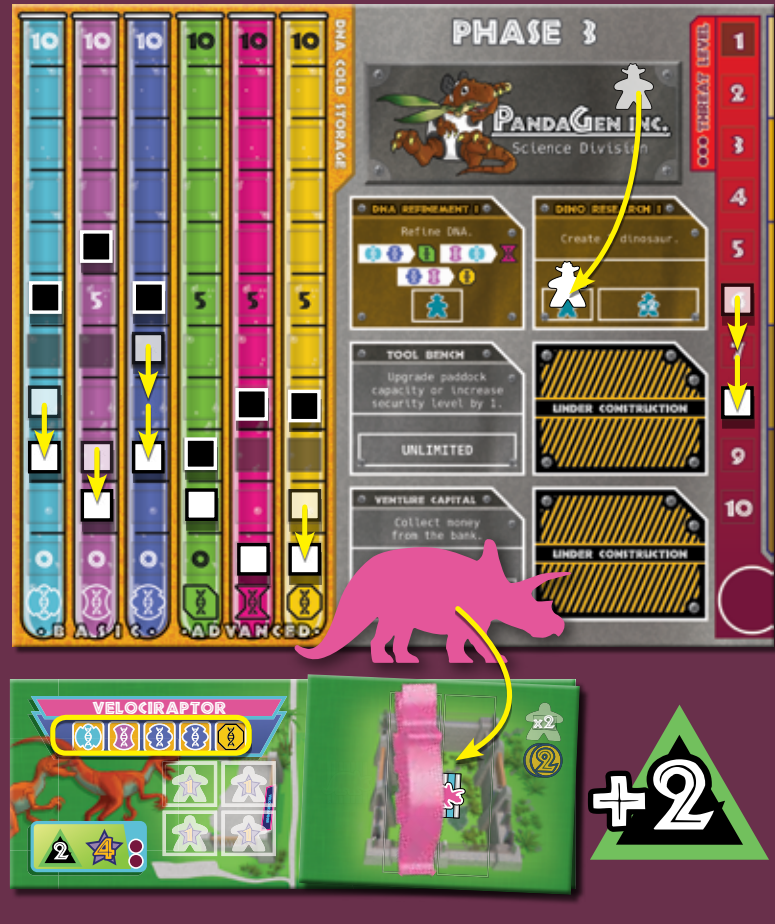 10 10 10 10 10 10
DNA COLD STORAGE
5 5 5 5
0 0 0 0
BASIC
ADVANCED
PHASE 3
PANDAGEN INC.
Science Division
DNA REFINEMENT I
Refine DNA.
DINO RESEARCH I
Create dinosaur.
x2
TOOL BENCH
Upgrade paddock
capacity or increase
security level by 1.
UNLIMITED
UNDER CONSTRUCTION
VENTURE CAPITAL
Collect money
from the bank.
UNDER CONSTRUCTION
THREAT LEVEL
1
2
3
4
5
6
7
9
10
VELOCIRAPTOR
1 1
1 1
2 4
x2
2
+2